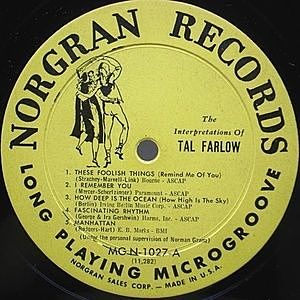 NORGRAN RECORDS
The
Interpretations Of
TAL FARLOW
1 THESE FOOLISH THINGS (Remind Me Of You)
(Strachey-Marvell-Link) Bourne - ASCAP
2 I REMEMBER YOU
(Mercer-Schertzinger) Paramount - ASCAP
3 HOW DEEP IS THE OCEAN (How High Is the Sky)
(Berlin) Irving Berlin Music Corp. - ASCAP
4 FASCINATING RHYTHM
(George & Ira Gershwin) Harms, Inc. - ASCAP
5 MANHATTAN
(Rodgers-Hart) E. B. Marks - BMI
(Under the personal supervision of Norman Granz)
MG N-1027 A
(11,282)
LONG PLAYING MICROGROOVE
NORGRAN SALES CORP. - MADE IN U.S.A.